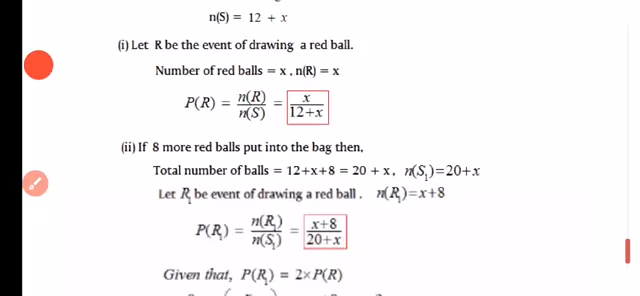 n(S) = 12 + x
(i) Let R be the event of drawing a red ball.
Number of red balls = x , n(R) = x
P(R) = n(R)/n(S) = x/12+x
(ii) If 8 more red balls put into the bag then,
Total number of balls = 12+x+8 = 20 + x, n(S₁)=20+x
Let R₁ be event of drawing a red ball. n(R₁)=x+8
P(R₁) = n(R₁)/n(S₁) = x+8/20+x
Given that, P(R₁) = 2×P(R)